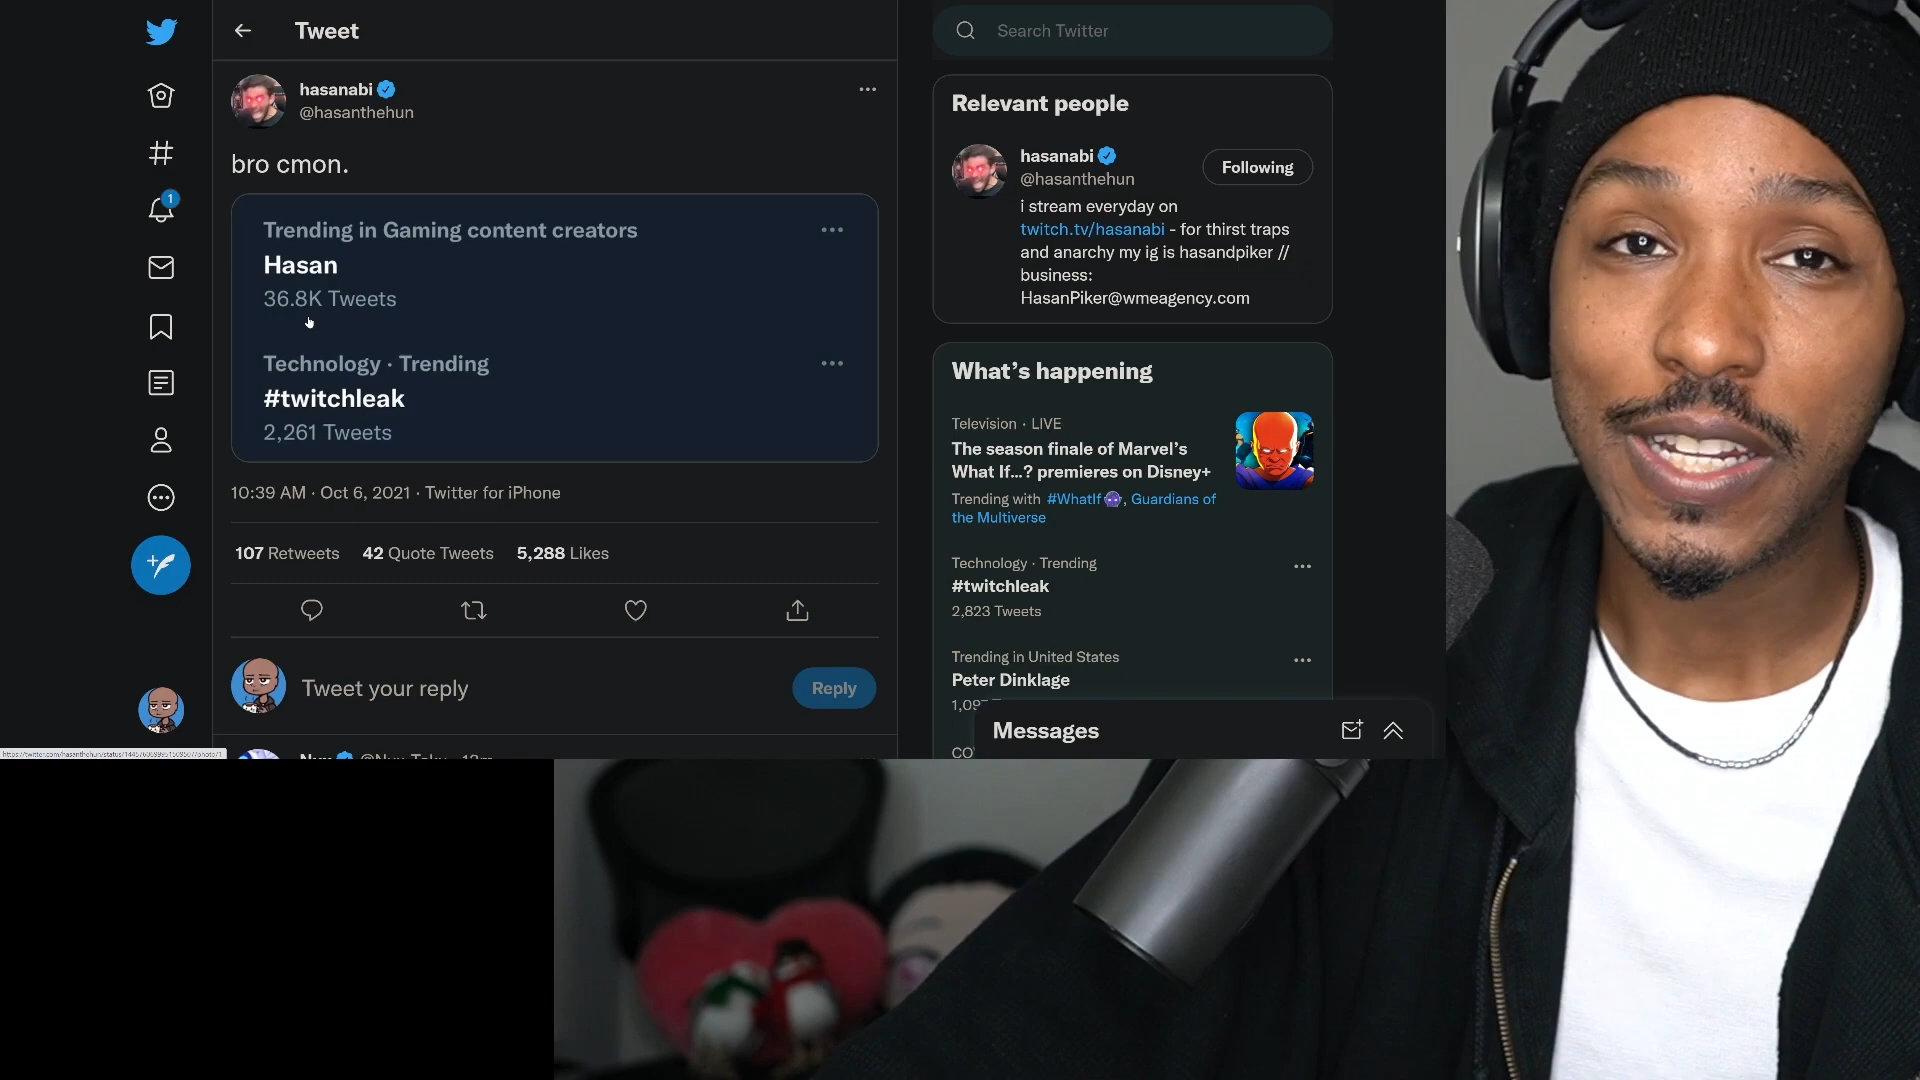 Tweet
hasanabi
@hasanthehun
bro cmon.
Trending in Gaming content creators
Hasan
36.8K Tweets
Technology · Trending
#twitchleak
2,261 Tweets
10:39 AM · Oct 6, 2021 · Twitter for iPhone
107 Retweets 42 Quote Tweets 5,288 Likes
Tweet your reply
Reply
1
Search Twitter
Relevant people
hasanabi
@hasanthehun
Following
i stream everyday on
twitch.tv/hasanabi - for thirst traps
and anarchy my ig is hasandpiker //
business:
HasanPiker@wmeagency.com
What's happening
Television · LIVE
The season finale of Marvel's
What If...? premieres on Disney+
Trending with #WhatIf, Guardians of
the Multiverse
Technology · Trending
#twitchleak
2,823 Tweets
Trending in United States
Peter Dinklage
Messages